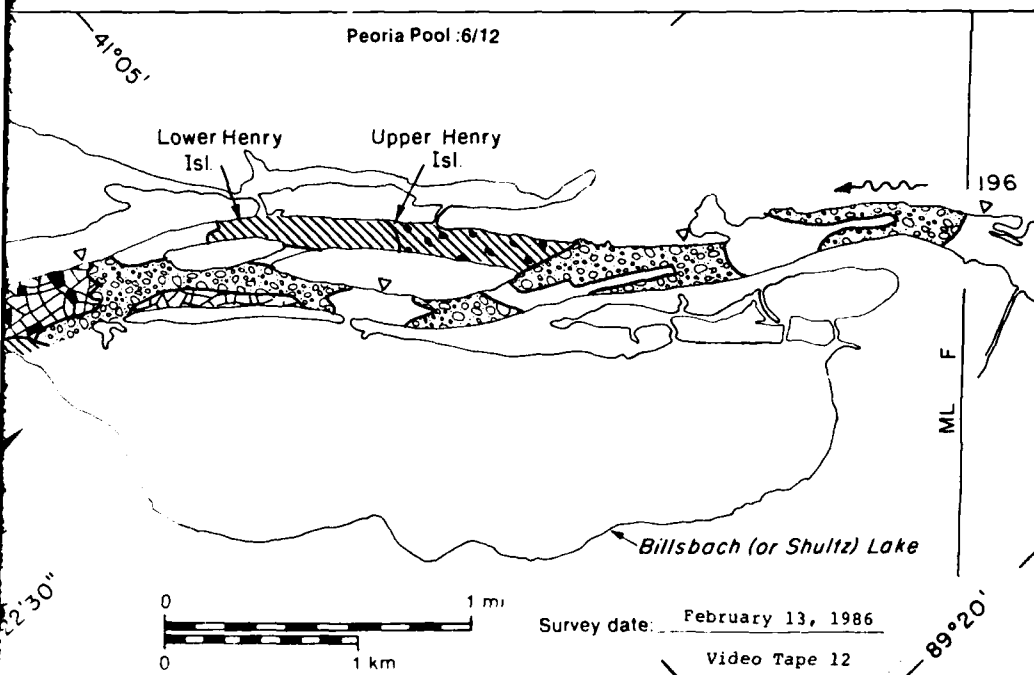 Peoria Pool :6/12
41°05'
Lower Henry
Isl.
Upper Henry
Isl.
196
F
ML
Billsbach (or Shultz) Lake
22'30"
89°20'
0 1 mi
0 1 km
Survey date: February 13, 1986
Video Tape 12